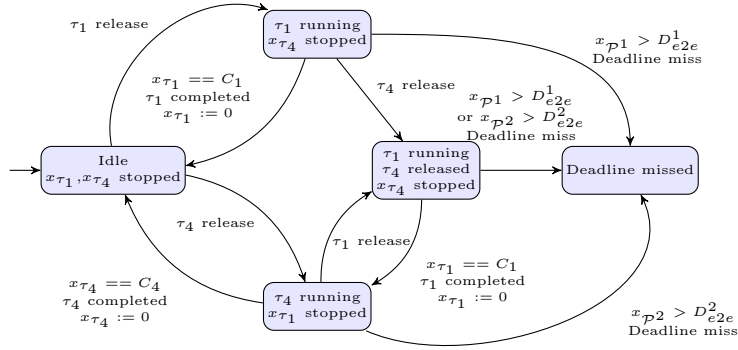 τ1 release
τ1 running
xτ4 stopped
xP1 > D1e2e
Deadline miss
xτ1 == C1
τ1 completed
xτ1 := 0
τ4 release
xP1 > D1e2e
or xP2 > D2e2e
Deadline miss
Idle
xτ1,xτ4 stopped
τ1 running
τ4 released
xτ4 stopped
Deadline missed
τ4 release
τ1 release
xτ4 == C4
τ4 completed
xτ4 := 0
xτ1 == C1
τ1 completed
xτ1 := 0
τ4 running
xτ1 stopped
xP2 > D2e2e
Deadline miss